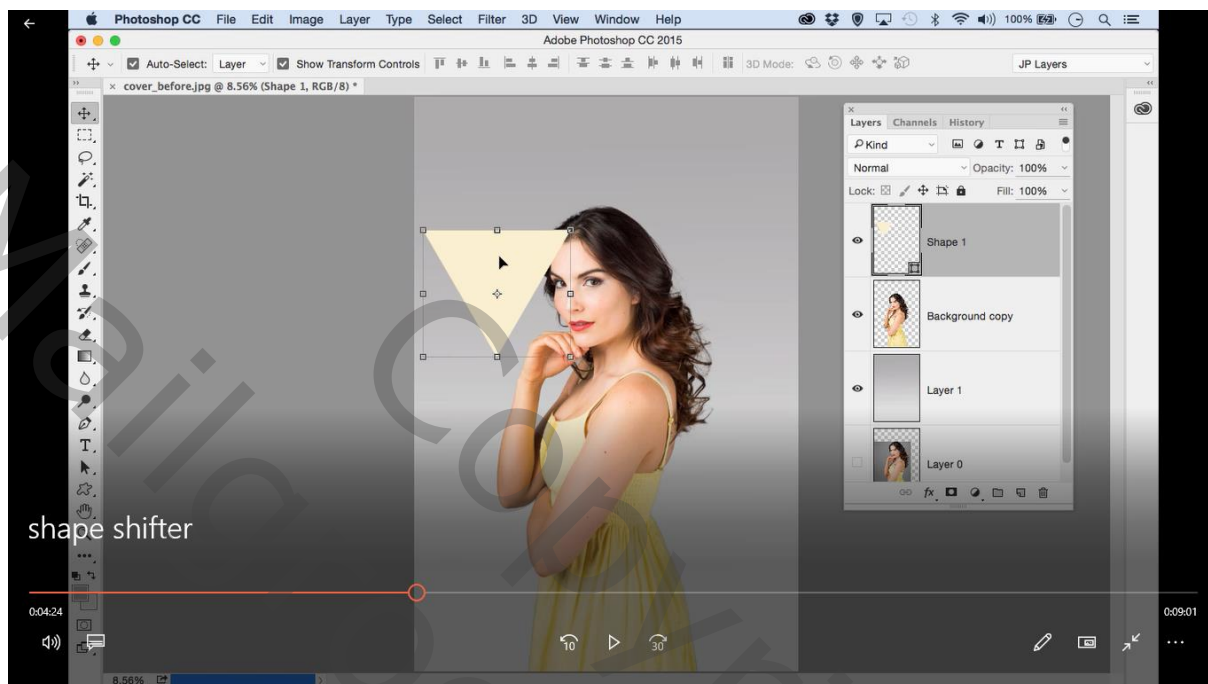 Photoshop CC File Edit Image Layer Type Select Filter 3D View Window Help 100%
Adobe Photoshop CC 2015
Auto-Select: Layer Show Transform Controls 3D Mode: JP Layers
× cover_before.jpg @ 8.56% (Shape 1, RGB/8) *
Layers Channels History
Kind
Normal Opacity: 100%
Lock: Fill: 100%
Shape 1
Background copy
Layer 1
Layer 0
fx
shape shifter
0:04:24 0:09:01
10 30
8.56%